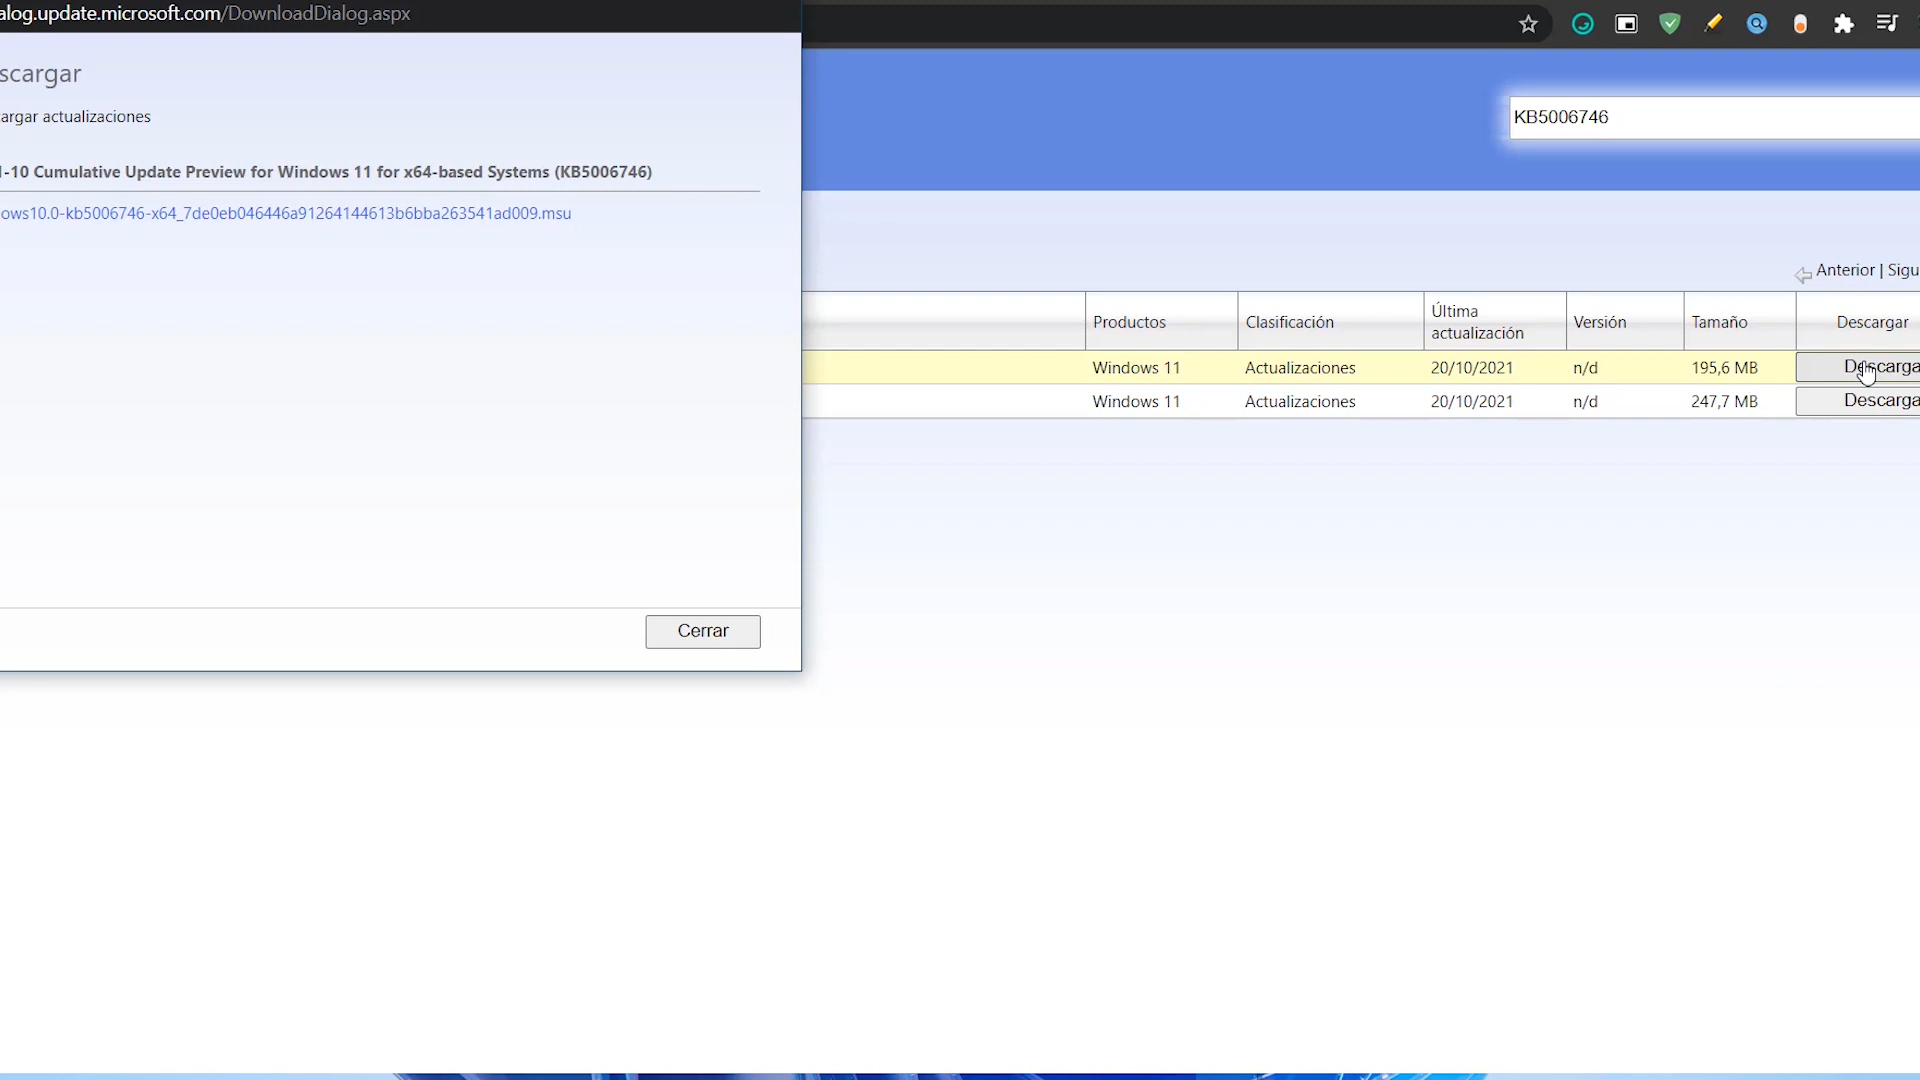 alog.update.microsoft.com/DownloadDialog.aspx
scargar
argar actualizaciones
-10 Cumulative Update Preview for Windows 11 for x64-based Systems (KB5006746)
ows10.0-kb5006746-x64_7de0eb046446a91264144613b6bba263541ad009.msu
Cerrar
KB5006746
Anterior | Sigu
Productos Clasificación Última actualización Versión Tamaño Descargar
Windows 11 Actualizaciones 20/10/2021 n/d 195,6 MB Descarga
Windows 11 Actualizaciones 20/10/2021 n/d 247,7 MB Descarga